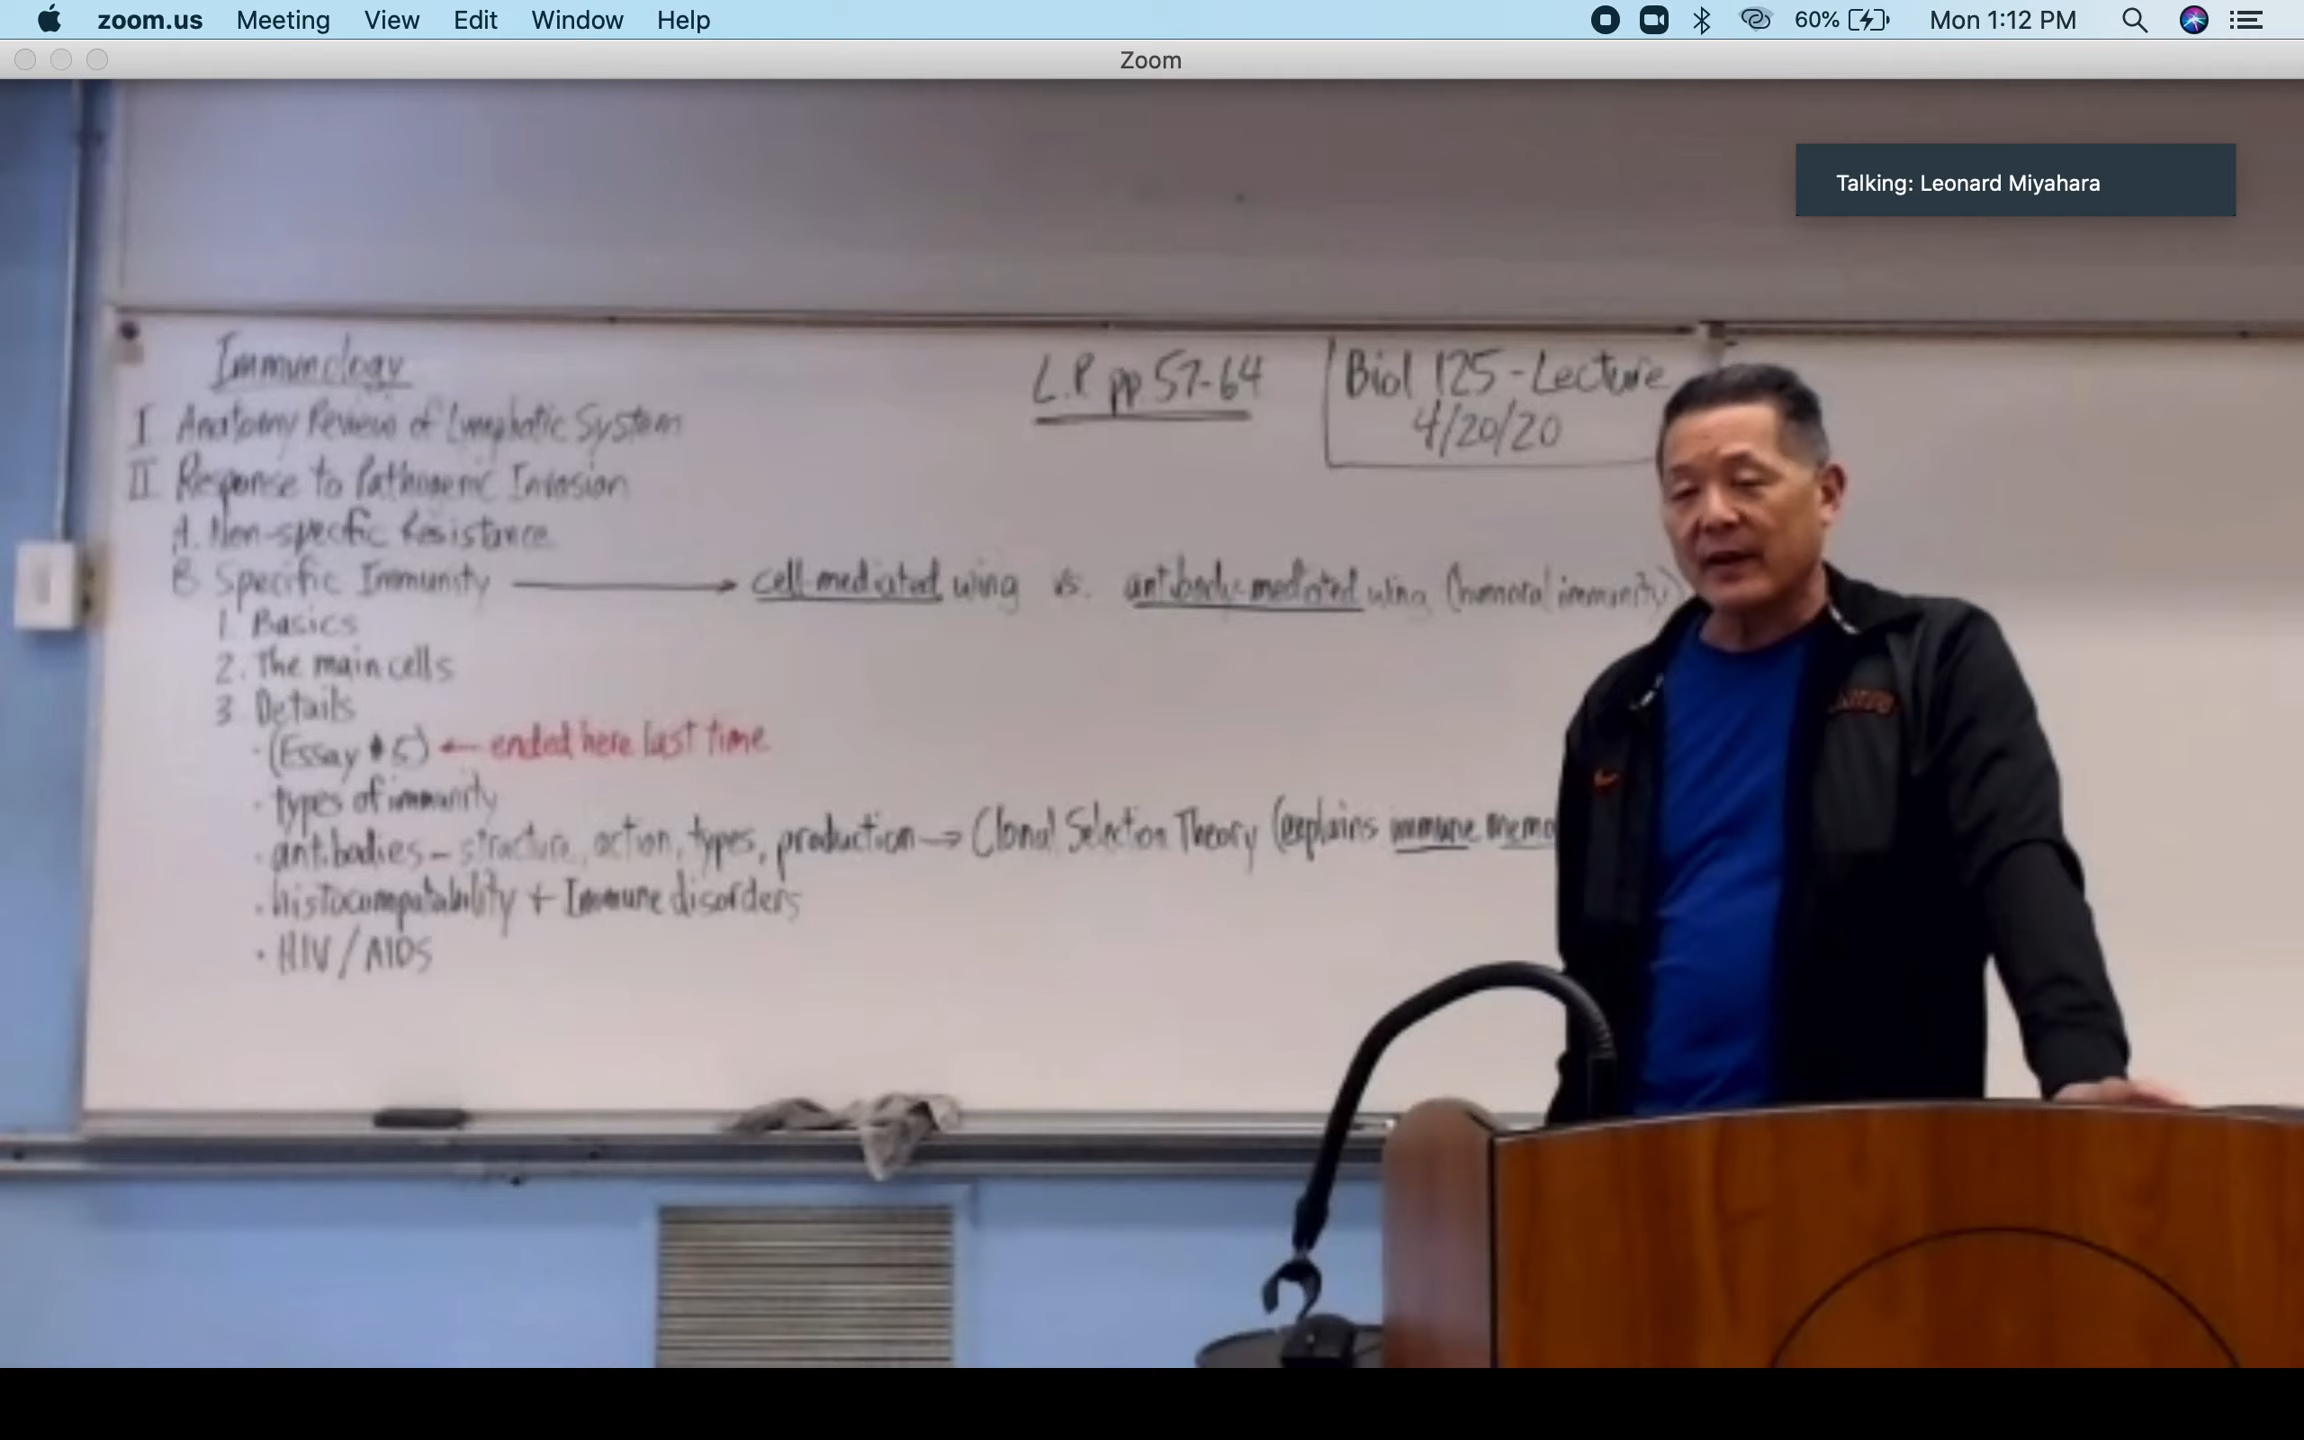 zoom.us Meeting View Edit Window Help 60% Mon 1:12 PM
Zoom
Talking: Leonard Miyahara
Immunology
L.P. pp 57-64
Biol 125 - Lecture
4/20/20
I Anatomy Review of Lymphatic System
II Response to Pathogenic Invasion
A. Non-specific Resistance
B Specific Immunity → cell-mediated wing vs. antibody-mediated wing (humoral immunity)
1. Basics
2. The main cells
3. Details
· (Essay #5) ← ended here last time
· types of immunity
· antibodies - structure, action, types, production → Clonal Selection Theory (explains immune memo
· histocompatability + Immune disorders
· HIV/AIDS